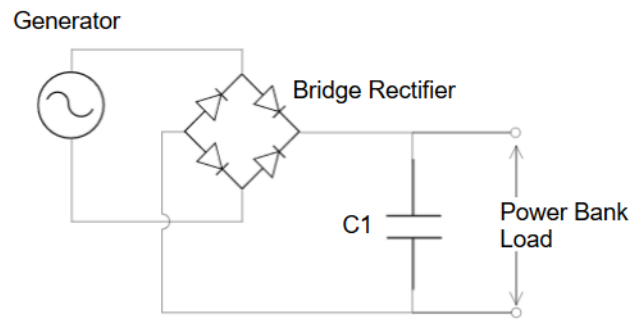 Generator
Bridge Rectifier
C1
Power Bank
Load